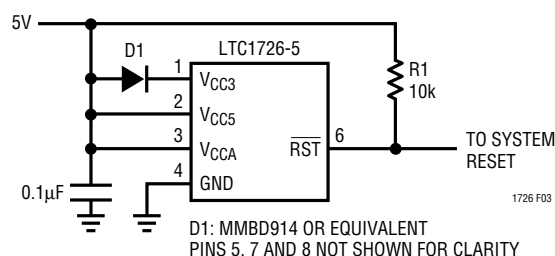 5V
D1
LTC1726-5
1
VCC3
2
VCC5
3
VCCA
4
GND
RST
6
R1
10k
TO SYSTEM
RESET
0.1µF
1726 F03
D1: MMBD914 OR EQUIVALENT
PINS 5, 7 AND 8 NOT SHOWN FOR CLARITY